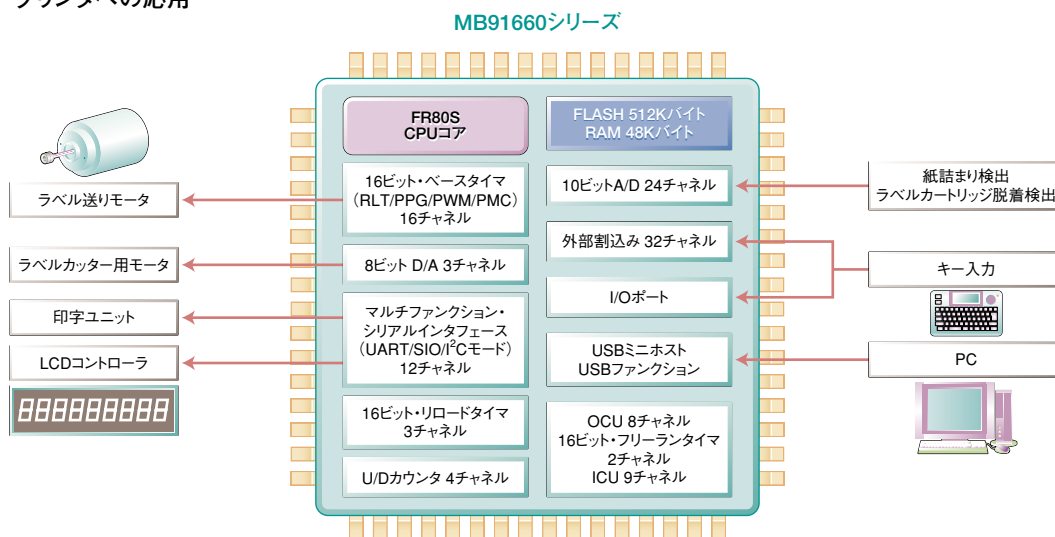 プリンタへの応用
MB91660シリーズ
FR80S
CPUコア
FLASH 512Kバイト
RAM 48Kバイト
16ビット・ベースタイマ
(RLT/PPG/PWM/PMC)
16チャネル
8ビット D/A 3チャネル
マルチファンクション・
シリアルインタフェース
(UART/SIO/I²Cモード)
12チャネル
16ビット・リロードタイマ
3チャネル
U/Dカウンタ 4チャネル
10ビットA/D 24チャネル
外部割込み 32チャネル
I/Oポート
USBミニホスト
USBファンクション
OCU 8チャネル
16ビット・フリーランタイマ
2チャネル
ICU 9チャネル
ラベル送りモータ
ラベルカッター用モータ
印字ユニット
LCDコントローラ
888888888
紙詰まり検出
ラベルカートリッジ脱着検出
キー入力
PC